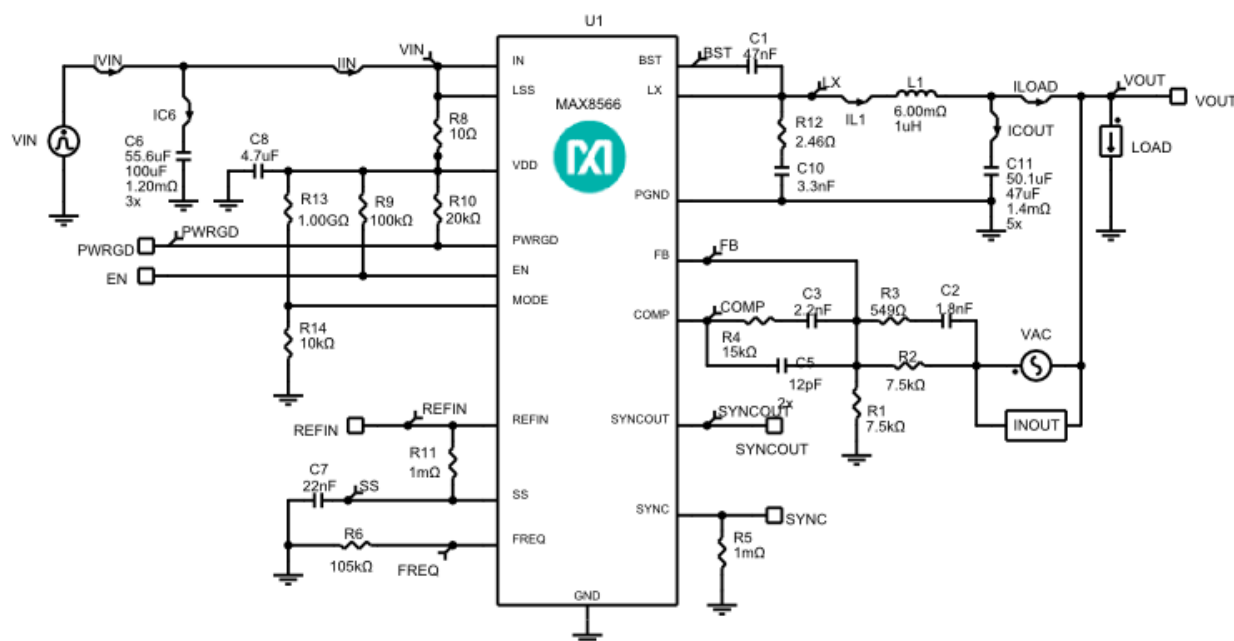 U1
MAX8566
IN
LSS
VDD
PWRGD
EN
MODE
REFIN
SS
FREQ
GND
BST
LX
PGND
FB
COMP
SYNCOUT
SYNC
IVIN
IIN
VIN
VIN
IC6
C6
55.6uF
100uF
1.20mΩ
3x
C8
4.7uF
R8
10Ω
R13
1.00GΩ
R9
100kΩ
R10
20kΩ
PWRGD
PWRGD
EN
R14
10kΩ
REFIN
REFIN
R11
1mΩ
C7
22nF
SS
R6
105kΩ
FREQ
BST
C1
47nF
LX
IL1
L1
6.00mΩ
1uH
ILOAD
VOUT
VOUT
R12
2.46Ω
C10
3.3nF
ICOUT
C11
50.1uF
47uF
1.4mΩ
5x
LOAD
FB
COMP
C3
2.2nF
R4
15kΩ
C5
12pF
2x
R3
549Ω
C2
1.8nF
R2
7.5kΩ
R1
7.5kΩ
VAC
INOUT
SYNCOUT
SYNCOUT
SYNC
R5
1mΩ